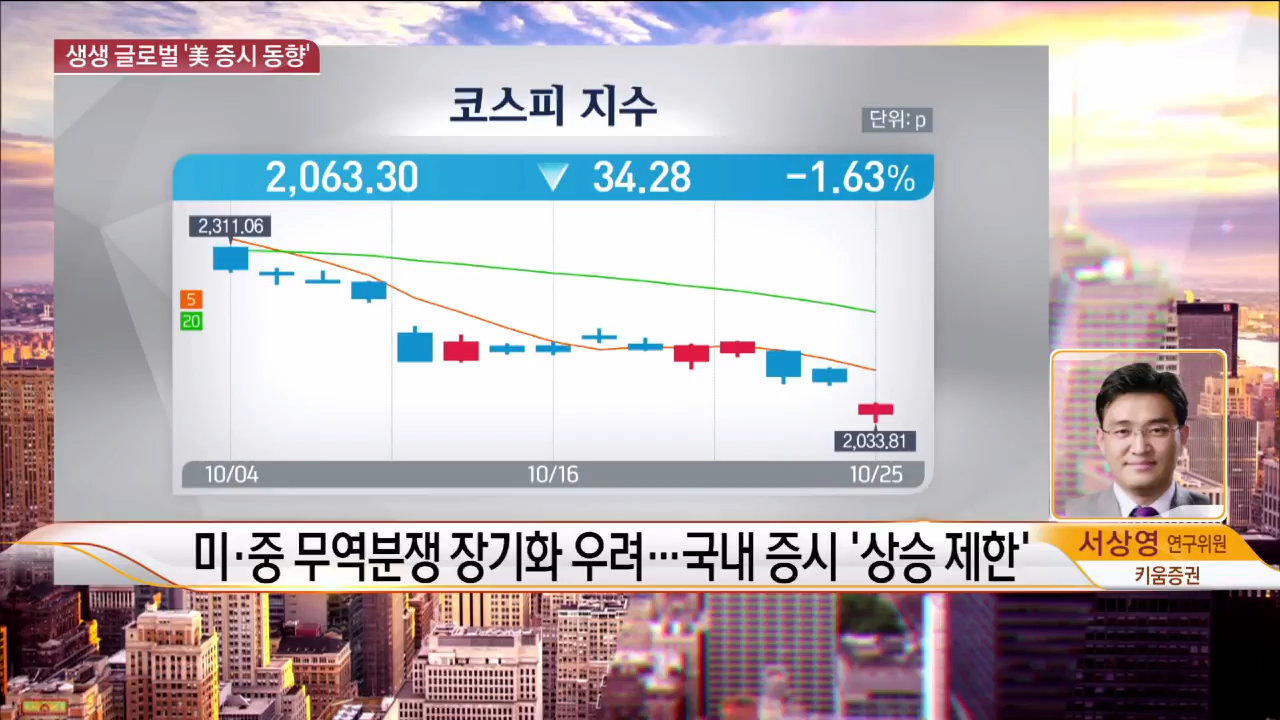 생생 글로벌 '美 증시 동향'
코스피 지수
단위: p
2,063.30 ▼ 34.28 -1.63%
2,311.06
5
20
2,033.81
10/04 10/16 10/25
미·중 무역분쟁 장기화 우려…국내 증시 '상승 제한'
서상영 연구위원
키움증권